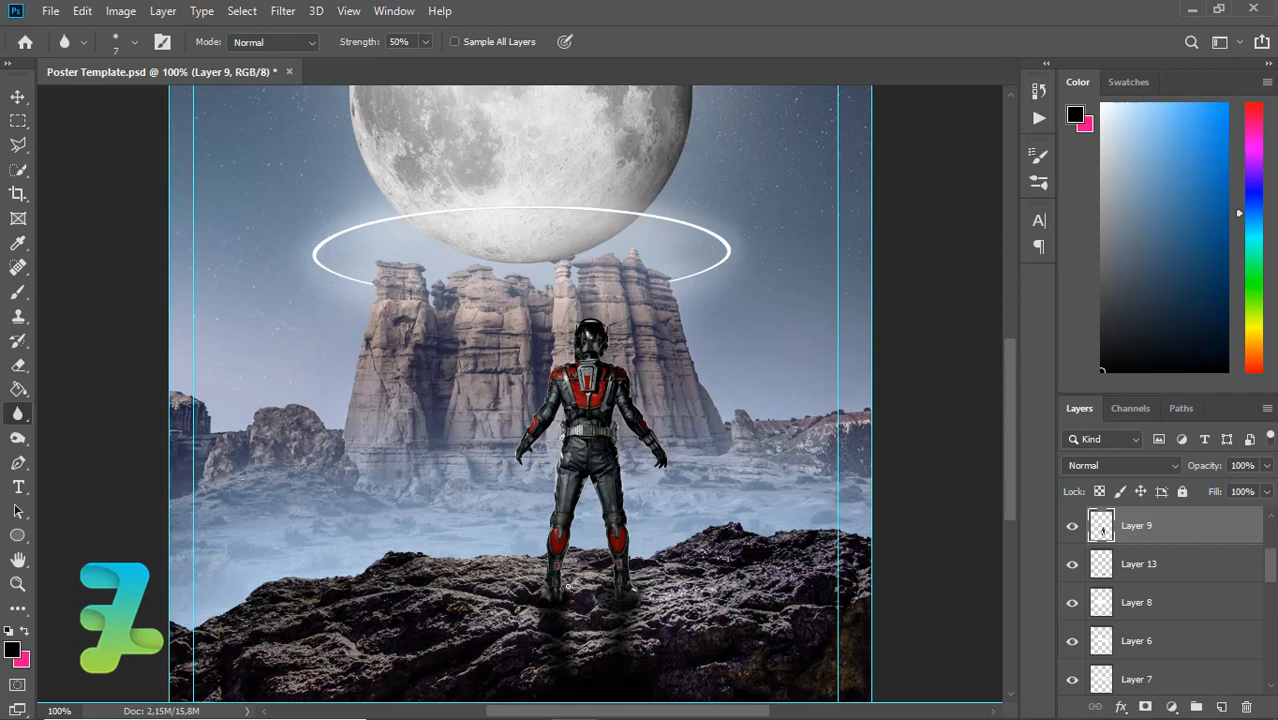 Ps File Edit Image Layer Type Select Filter 3D View Window Help
7 Mode: Normal Strength: 50% Sample All Layers
Poster Template.psd @ 100% (Layer 9, RGB/8) * ×
Color Swatches
Layers Channels Paths
Kind
Normal Opacity: 100%
Lock: Fill: 100%
Layer 9
Layer 13
Layer 8
Layer 6
Layer 7
100% Doc: 2,15M/15,8M